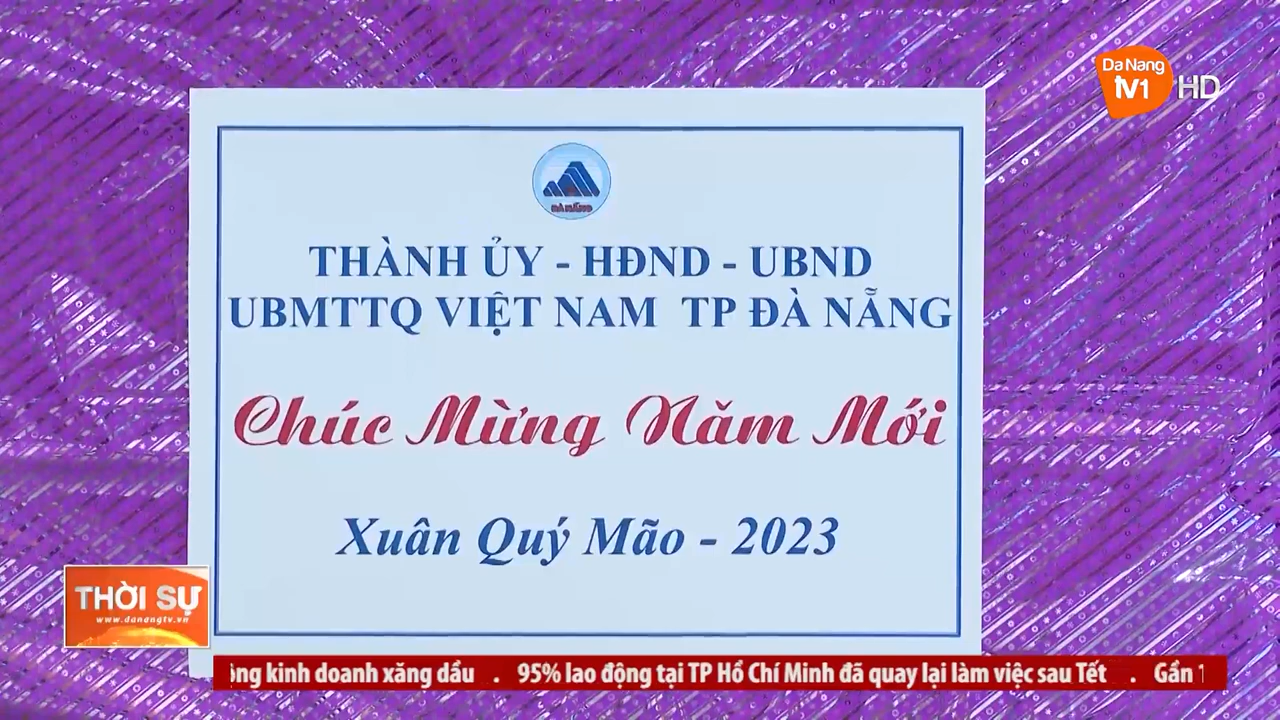 Da Nang
TV1 HD
ĐÀ NẴNG
THÀNH ỦY - HĐND - UBND
UBMTTQ VIỆT NAM TP ĐÀ NẴNG
Chúc Mừng Năm Mới
Xuân Quý Mão - 2023
THỜI SỰ
www.danangtv.vn
kinh doanh xăng dầu . 95% lao động tại TP Hồ Chí Minh đã quay lại làm việc sau Tết . Gần